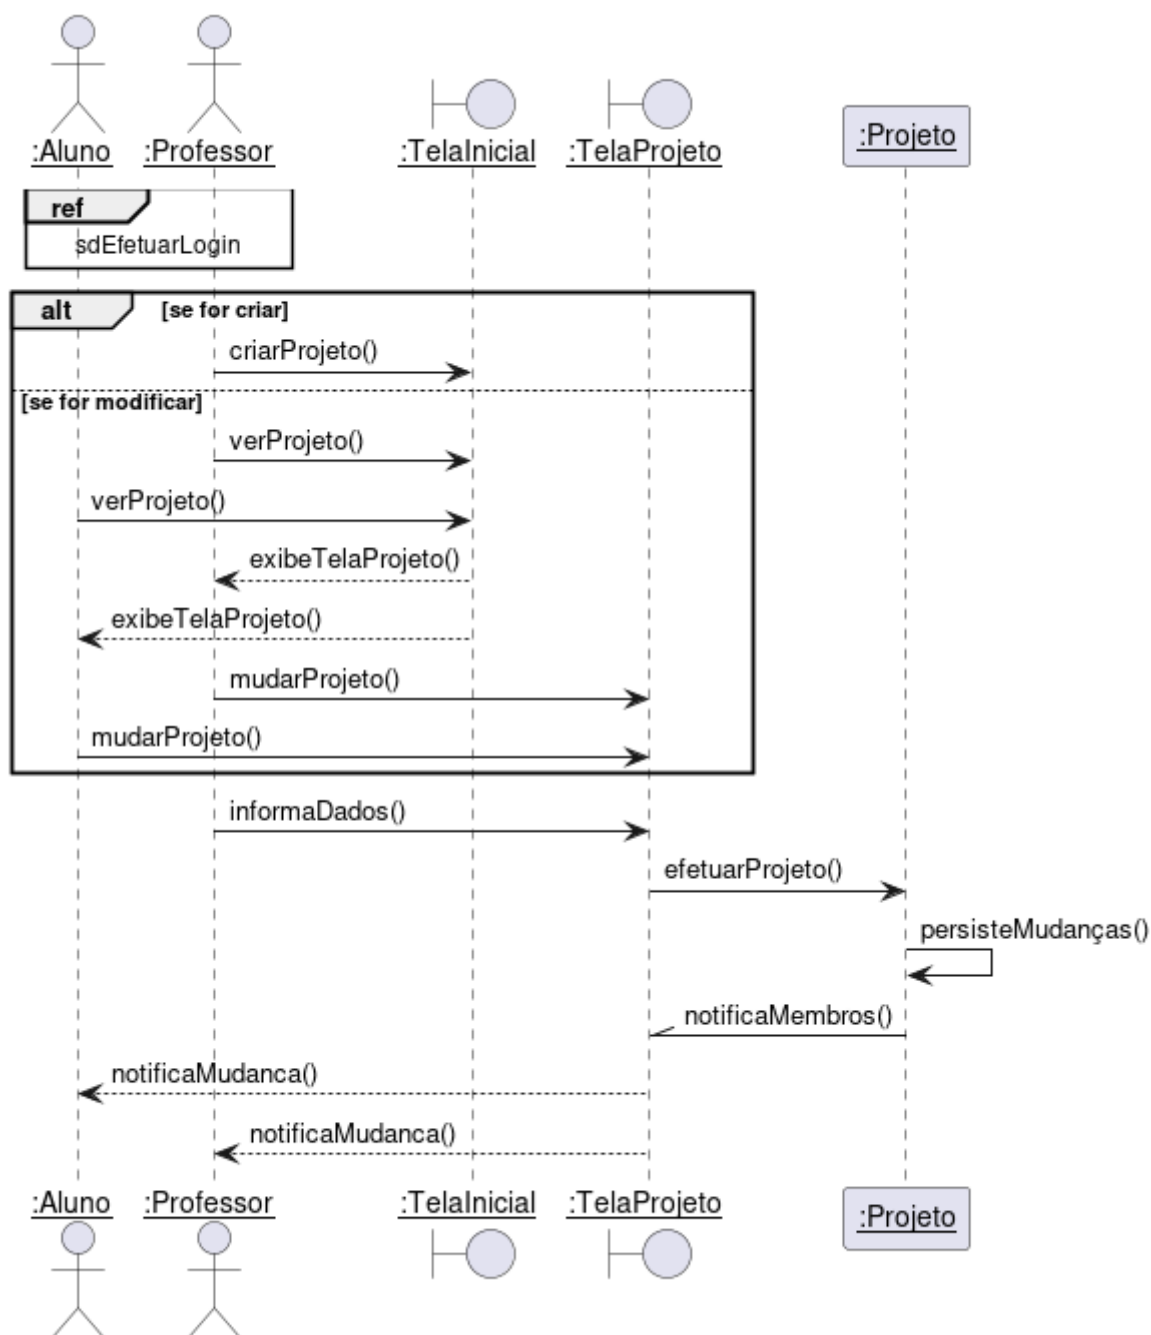 :Aluno :Professor :TelaInicial :TelaProjeto :Projeto
ref
sdEfetuarLogin
alt [se for criar]
criarProjeto()
[se for modificar]
verProjeto()
verProjeto()
exibeTelaProjeto()
exibeTelaProjeto()
mudarProjeto()
mudarProjeto()
informaDados()
efetuarProjeto()
persisteMudanças()
notificaMembros()
notificaMudanca()
notificaMudanca()
:Aluno :Professor :TelaInicial :TelaProjeto :Projeto